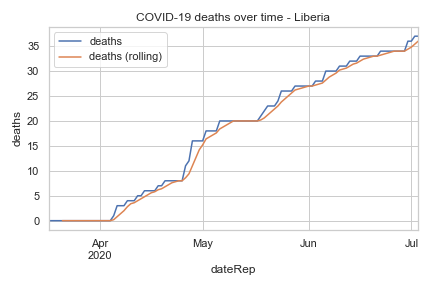 COVID-19 deaths over time - Liberia
deaths
deaths (rolling)
35
30
25
20
15
10
5
0
deaths
Apr
2020
May
Jun
Jul
dateRep